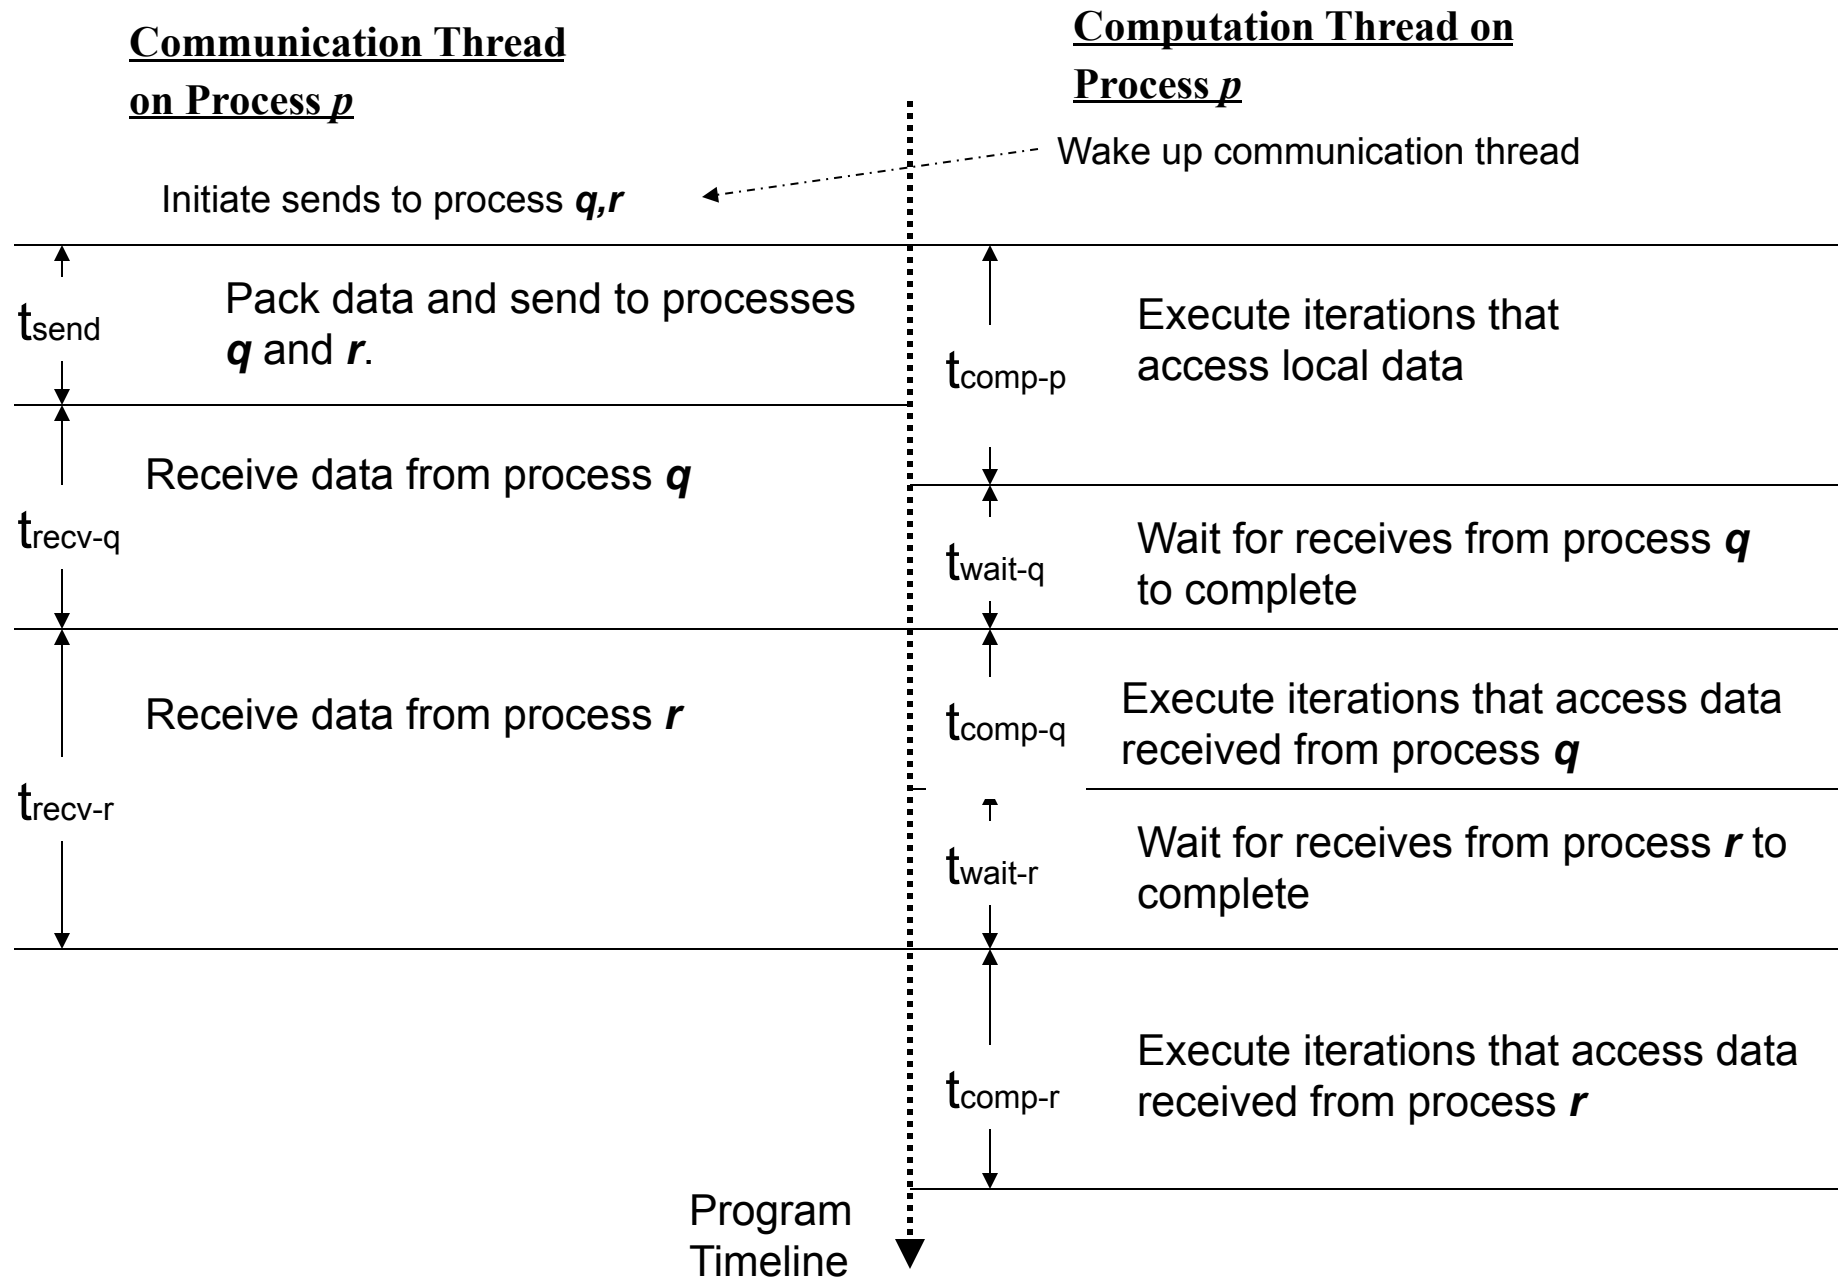 Communication Thread
on Process p
Computation Thread on
Process p
Wake up communication thread
Initiate sends to process q,r
tsend
Pack data and send to processes
q and r.
tcomp-p
Execute iterations that
access local data
trecv-q
Receive data from process q
twait-q
Wait for receives from process q
to complete
trecv-r
Receive data from process r
tcomp-q
Execute iterations that access data
received from process q
twait-r
Wait for receives from process r to
complete
tcomp-r
Execute iterations that access data
received from process r
Program
Timeline